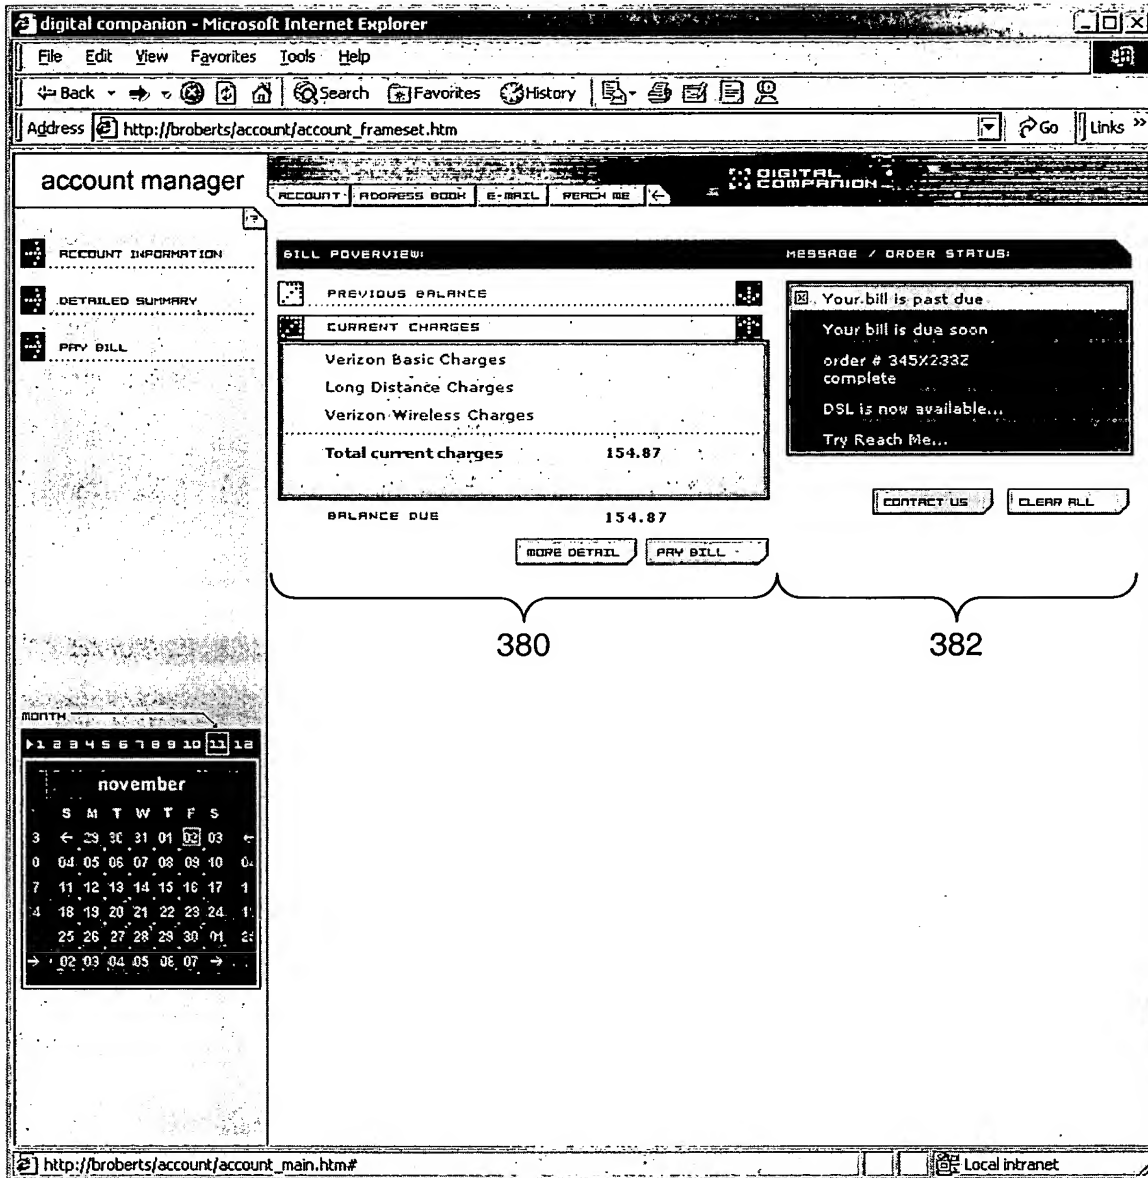 digital companion - Microsoft Internet Explorer
File Edit View Favorites Tools Help
Back Search Favorites History
Address http://broberts/account/account_frameset.htm Go Links »
account manager
DIGITAL COMPANION
ACCOUNT ADDRESS BOOK E-MAIL REACH ME
?
ACCOUNT INFORMATION
DETAILED SUMMARY
PAY BILL
BILL POVERVIEW:
PREVIOUS BALANCE
CURRENT CHARGES
Verizon Basic Charges
Long Distance Charges
Verizon Wireless Charges
Total current charges 154.87
BALANCE DUE 154.87
MORE DETAIL PAY BILL
380
MESSAGE / ORDER STATUS:
Your bill is past due
Your bill is due soon
order # 345X233Z
complete
DSL is now available...
Try Reach Me...
CONTACT US CLEAR ALL
382
MONTH
1 2 3 4 5 6 7 8 9 10 11 12
november
S M T W T F S
3 ← 29 30 31 01 02 03 ←
0 04 05 06 07 08 09 10
7 11 12 13 14 15 16 17 1
4 18 19 20 21 22 23 24 1
25 26 27 28 29 30 01
→ 02 03 04 05 06 07 →
http://broberts/account/account_main.htm# Local intranet